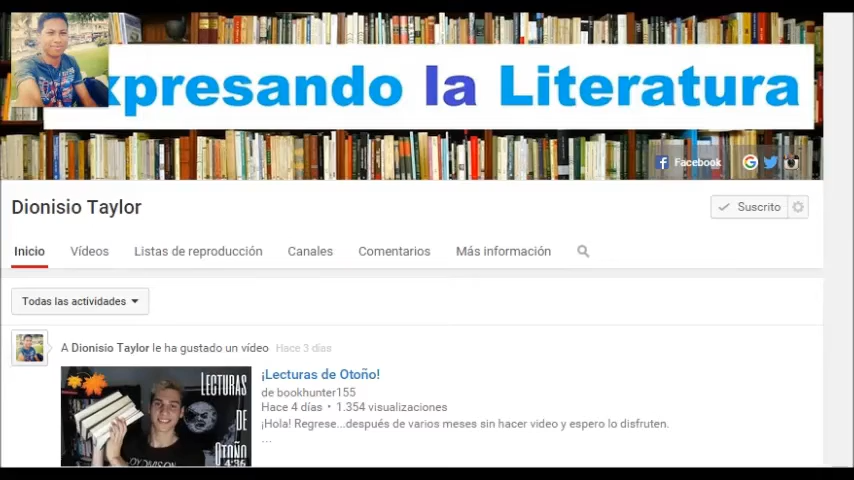 xpresando la Literatura
Facebook
Dionisio Taylor
Suscrito
Inicio Vídeos Listas de reproducción Canales Comentarios Más información
Todas las actividades
A Dionisio Taylor le ha gustado un vídeo Hace 3 días
¡Lecturas de Otoño!
de bookhunter155
Hace 4 días • 1.354 visualizaciones
¡Hola! Regrese...después de varios meses sin hacer video y espero lo disfruten.
...
LECTURAS
DE
OTOÑO
4:36